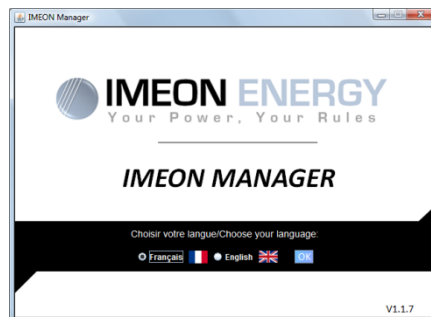 IMEON Manager
IMEON ENERGY
Your Power, Your Rules
IMEON MANAGER
Choisir votre langue/Choose your language:
Français English OK
V1.1.7